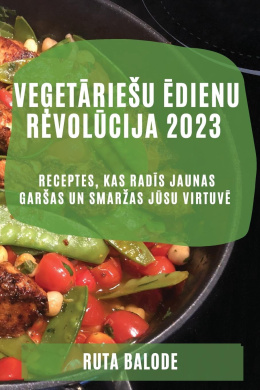 VEGETĀRIEŠU ĒDIENU
REVOLŪCIJA 2023
RECEPTES, KAS RADĪS JAUNAS
GARŠAS UN SMARŽAS JŪSU VIRTUVĒ
RUTA BALODE